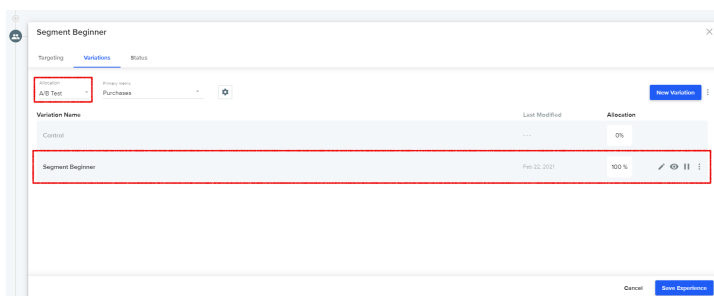 Segment Beginner
Targeting Variations Status
Allocation Primary metric
A/B Test Purchases
New Variation
Variation Name Last Modified Allocation
Control --- 0%
Segment Beginner Feb 22, 2021 100 %
Cancel Save Experience